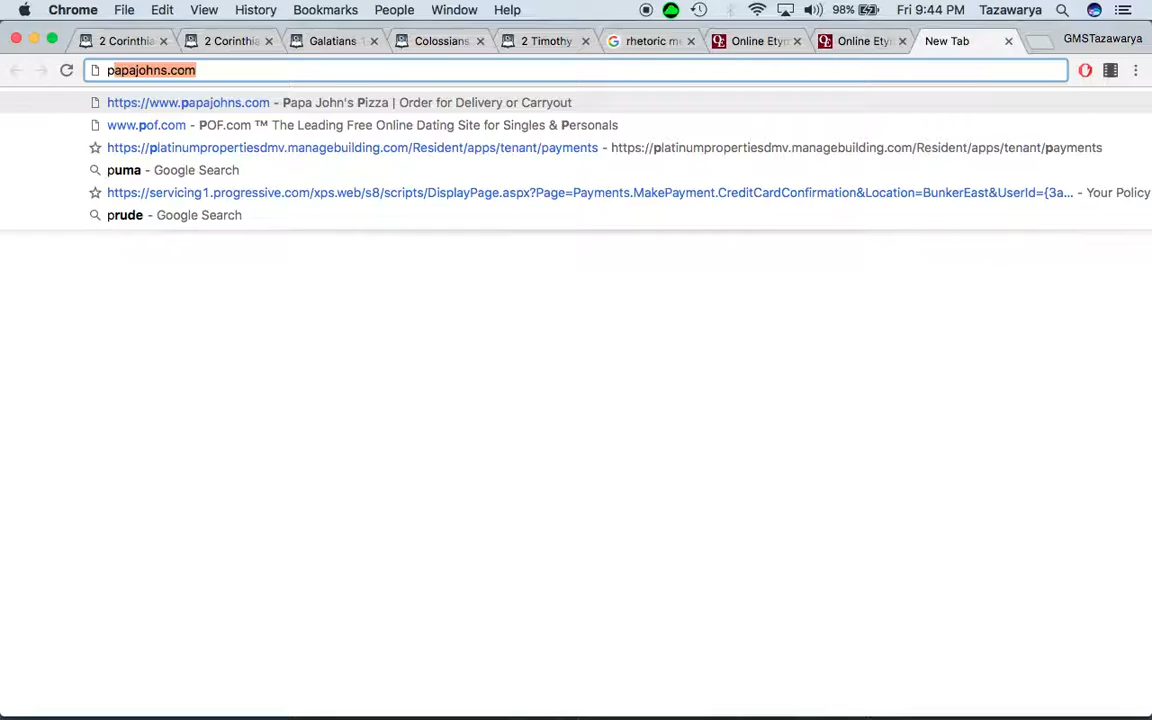 Chrome File Edit View History Bookmarks People Window Help 98% Fri 9:44 PM Tazawarya
2 Corinthia 2 Corinthia Galatians Colossians 2 Timothy rhetoric me Online Etym Online Etym New Tab GMSTazawarya
papajohns.com
https://www.papajohns.com - Papa John's Pizza | Order for Delivery or Carryout
www.pof.com - POF.com ™ The Leading Free Online Dating Site for Singles & Personals
https://platinumpropertiesdmv.managebuilding.com/Resident/apps/tenant/payments - https://platinumpropertiesdmv.managebuilding.com/Resident/apps/tenant/payments
puma - Google Search
https://servicing1.progressive.com/xps.web/s8/scripts/DisplayPage.aspx?Page=Payments.MakePayment.CreditCardConfirmation&Location=BunkerEast&UserId={3a... - Your Policy
prude - Google Search